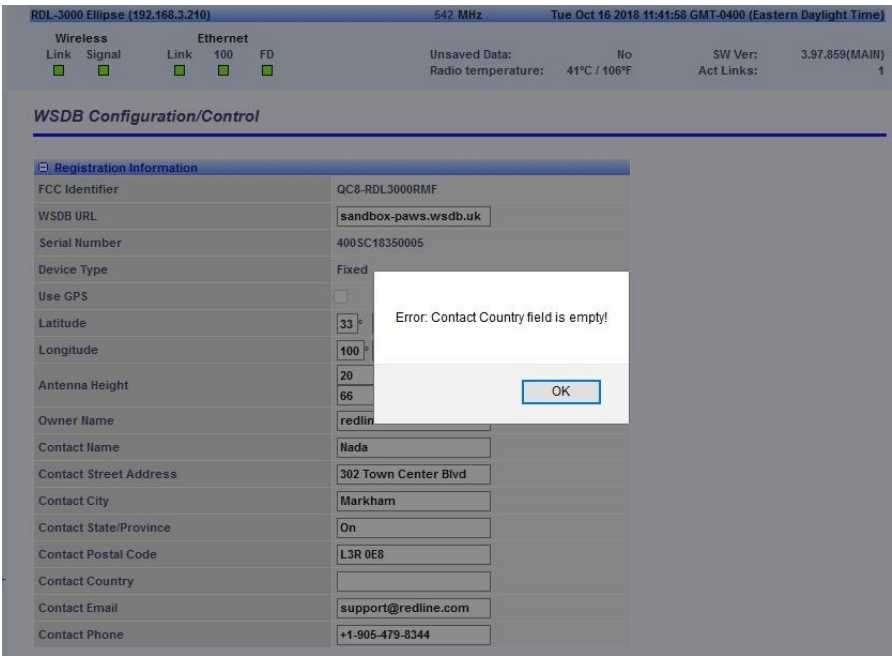 RDL-3000 Ellipse (192.168.3.210) 542 MHz Tue Oct 16 2018 11:41:58 GMT-0400 (Eastern Daylight Time)
Wireless Ethernet
Link Signal Link 100 FD Unsaved Data: No SW Ver: 3.97.859(MAIN)
Radio temperature: 41°C / 106°F Act Links: 1
WSDB Configuration/Control
Registration Information
FCC Identifier QC8-RDL3000RMF
WSDB URL sandbox-paws.wsdb.uk
Serial Number 400SC18350005
Device Type Fixed
Use GPS
Latitude 33 °
Longitude 100 °
Error: Contact Country field is empty!
OK
Antenna Height 20
66
Owner Name
Contact Name Nada
Contact Street Address 302 Town Center Blvd
Contact City Markham
Contact State/Province On
Contact Postal Code L3R 0E8
Contact Country
Contact Email support@redline.com
Contact Phone +1-905-479-8344